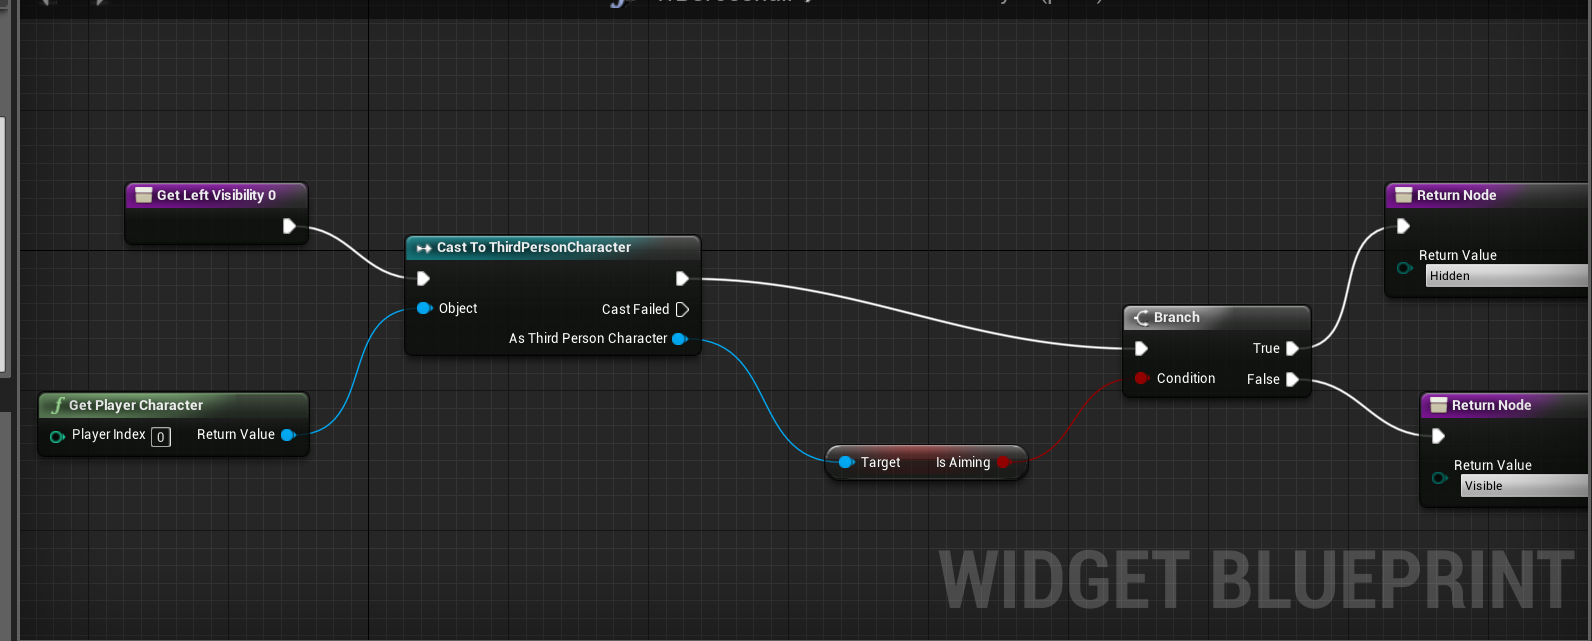 Get Left Visibility 0
Cast To ThirdPersonCharacter
Object
Cast Failed
As Third Person Character
Get Player Character
Player Index 0 Return Value
Target Is Aiming
Branch
True
Condition False
Return Node
Return Value
Hidden
Return Node
Return Value
Visible
WIDGET BLUEPRINT